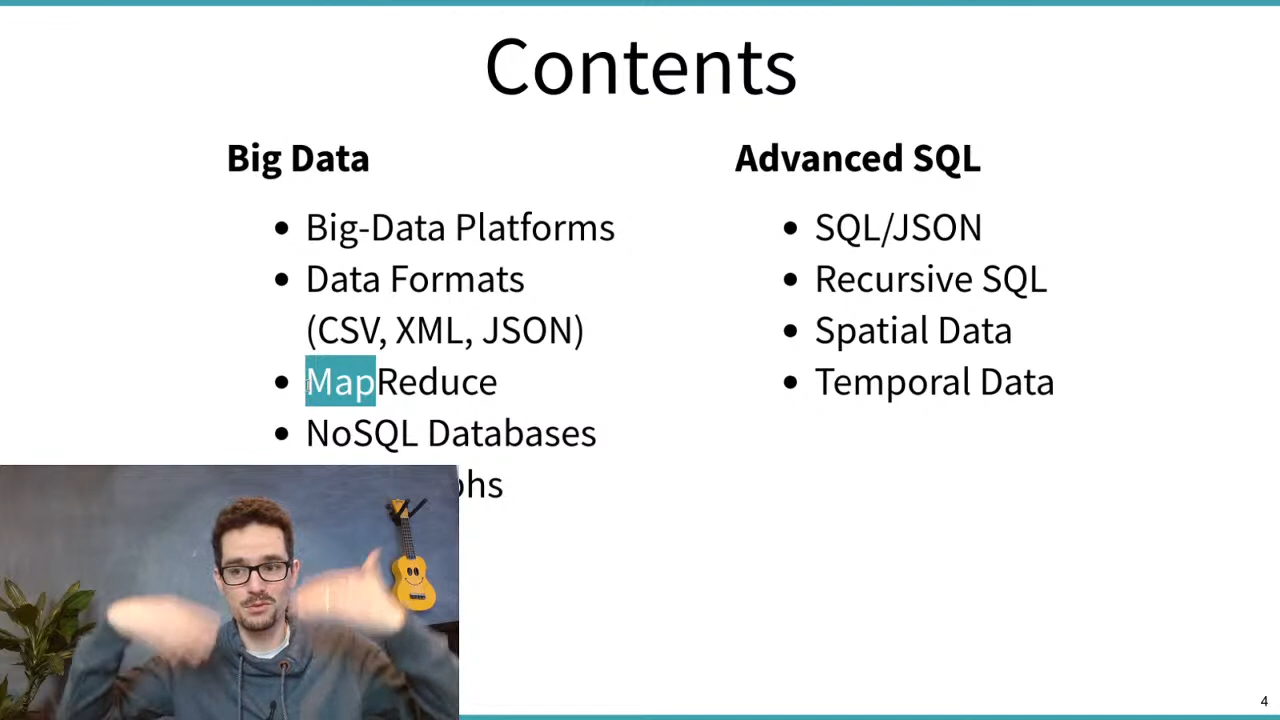 Contents
Big Data
Big-Data Platforms
Data Formats
(CSV, XML, JSON)
MapReduce
NoSQL Databases
Advanced SQL
SQL/JSON
Recursive SQL
Spatial Data
Temporal Data
4